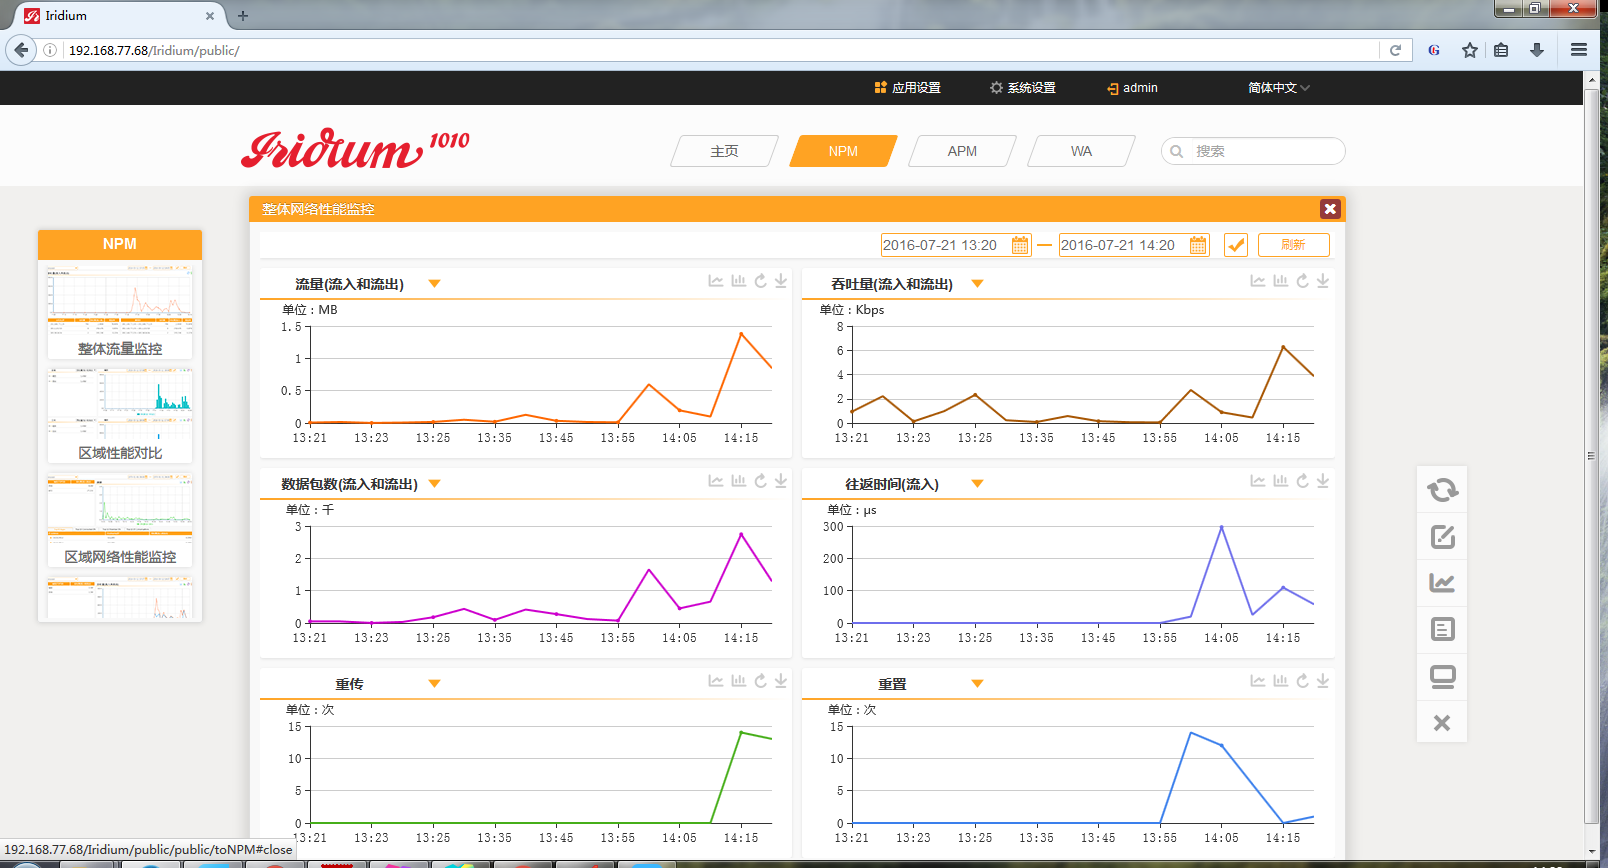 Iridium
192.168.77.68/Iridium/public/
应用设置
系统设置
admin
简体中文
Iridium 1010
主页
NPM
APM
WA
搜索
NPM
整体流量监控
区域性能对比
区域网络性能监控
整体网络性能监控
2016-07-21 13:20
2016-07-21 14:20
刷新
流量(流入和流出)
单位：MB
1.5
1
0.5
0
13:21 13:23 13:25 13:35 13:45 13:55 14:05 14:15
吞吐量(流入和流出)
单位：Kbps
8
6
4
2
0
13:21 13:23 13:25 13:35 13:45 13:55 14:05 14:15
数据包数(流入和流出)
单位：千
3
2
1
0
13:21 13:23 13:25 13:35 13:45 13:55 14:05 14:15
往返时间(流入)
单位：μs
300
200
100
0
13:21 13:23 13:25 13:35 13:45 13:55 14:05 14:15
重传
单位：次
15
10
5
0
13:21 13:23 13:25 13:35 13:45 13:55 14:05 14:15
重置
单位：次
15
10
5
0
13:21 13:23 13:25 13:35 13:45 13:55 14:05 14:15
192.168.77.68/Iridium/public/public/toNPM#close